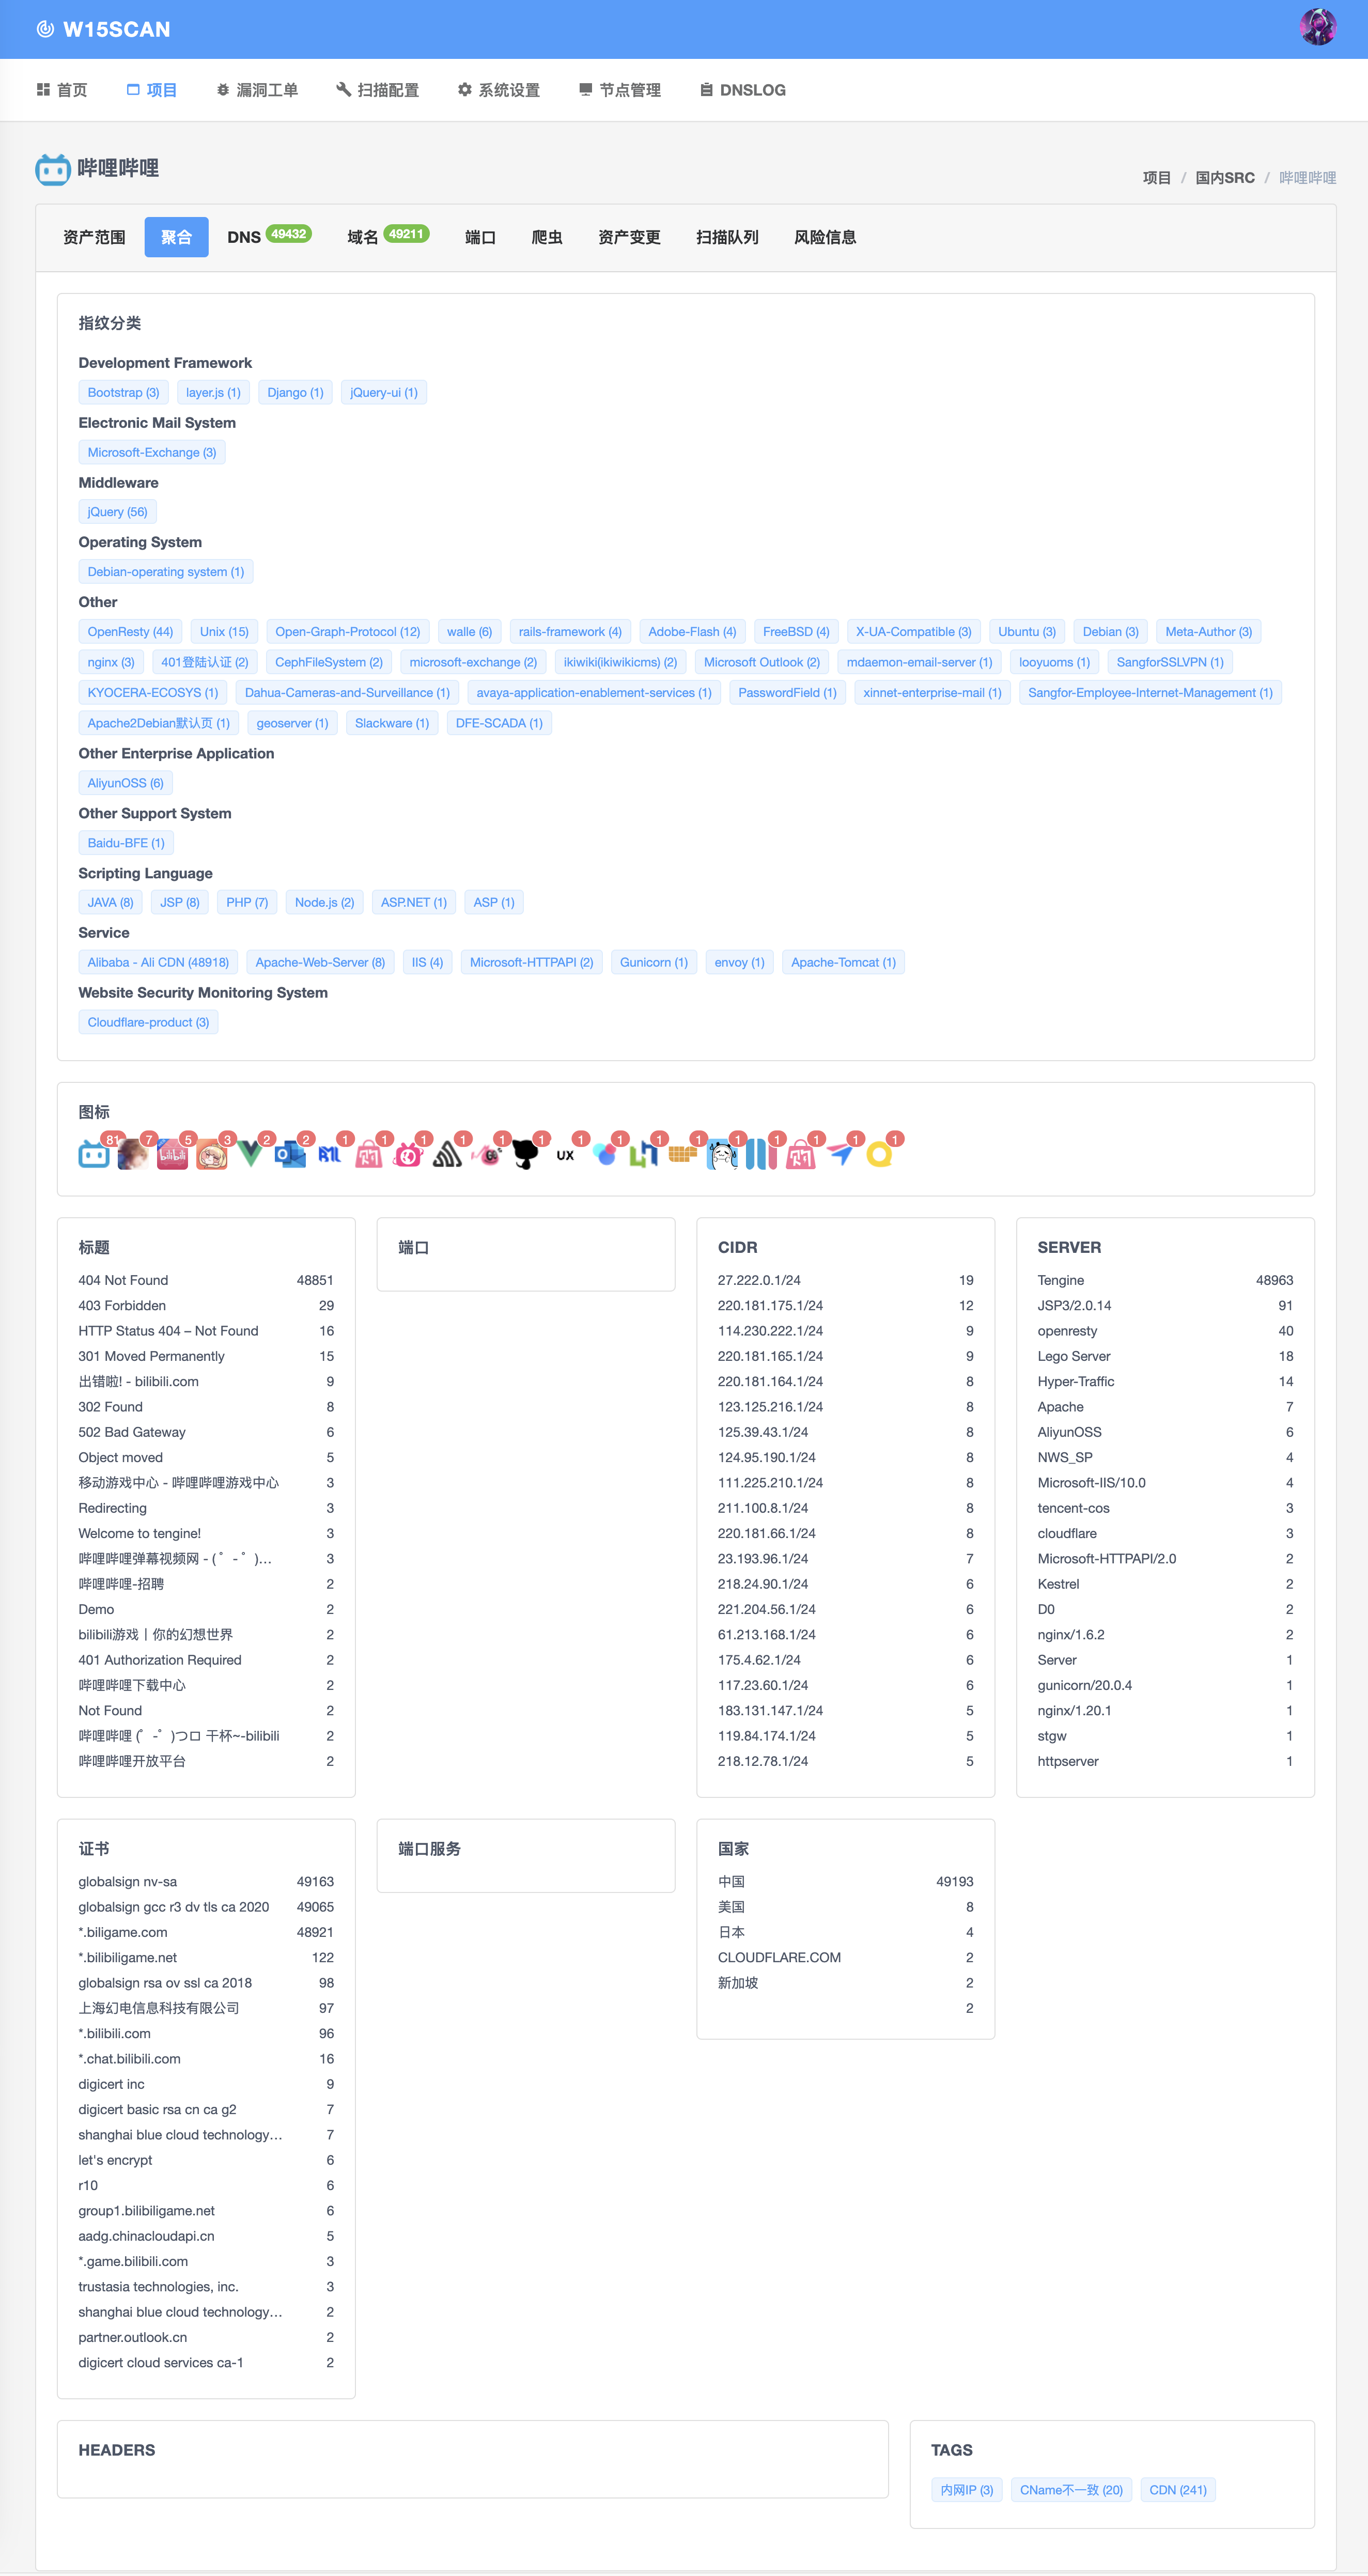 W15SCAN
首页 项目 漏洞工单 扫描配置 系统设置 节点管理 DNSLOG
哔哩哔哩
项目 / 国内SRC / 哔哩哔哩
资产范围 聚合 DNS 49432 域名 49211 端口 爬虫 资产变更 扫描队列 风险信息
指纹分类
Development Framework
Bootstrap (3) layer.js (1) Django (1) jQuery-ui (1)
Electronic Mail System
Microsoft-Exchange (3)
Middleware
jQuery (56)
Operating System
Debian-operating system (1)
Other
OpenResty (44) Unix (15) Open-Graph-Protocol (12) walle (6) rails-framework (4) Adobe-Flash (4) FreeBSD (4) X-UA-Compatible (3) Ubuntu (3) Debian (3) Meta-Author (3)
nginx (3) 401登陆认证 (2) CephFileSystem (2) microsoft-exchange (2) ikiwiki(ikiwikicms) (2) Microsoft Outlook (2) mdaemon-email-server (1) looyuoms (1) SangforSSLVPN (1)
KYOCERA-ECOSYS (1) Dahua-Cameras-and-Surveillance (1) avaya-application-enablement-services (1) PasswordField (1) xinnet-enterprise-mail (1) Sangfor-Employee-Internet-Management (1)
Apache2Debian默认页 (1) geoserver (1) Slackware (1) DFE-SCADA (1)
Other Enterprise Application
AliyunOSS (6)
Other Support System
Baidu-BFE (1)
Scripting Language
JAVA (8) JSP (8) PHP (7) Node.js (2) ASP.NET (1) ASP (1)
Service
Alibaba - Ali CDN (48918) Apache-Web-Server (8) IIS (4) Microsoft-HTTPAPI (2) Gunicorn (1) envoy (1) Apache-Tomcat (1)
Website Security Monitoring System
Cloudflare-product (3)
图标
81 7 5 3 2 2 1 1 1 1 1 1 1 1 1 1 1 1 1 1 1
UX
标题
404 Not Found 48851
403 Forbidden 29
HTTP Status 404 – Not Found 16
301 Moved Permanently 15
出错啦! - bilibili.com 9
302 Found 8
502 Bad Gateway 6
Object moved 5
移动游戏中心 - 哔哩哔哩游戏中心 3
Redirecting 3
Welcome to tengine! 3
哔哩哔哩弹幕视频网 - ( ゜- ゜)... 3
哔哩哔哩-招聘 2
Demo 2
bilibili游戏丨你的幻想世界 2
401 Authorization Required 2
哔哩哔哩下载中心 2
Not Found 2
哔哩哔哩 (゜-゜)つロ 干杯~-bilibili 2
哔哩哔哩开放平台 2
端口
CIDR
27.222.0.1/24 19
220.181.175.1/24 12
114.230.222.1/24 9
220.181.165.1/24 9
220.181.164.1/24 8
123.125.216.1/24 8
125.39.43.1/24 8
124.95.190.1/24 8
111.225.210.1/24 8
211.100.8.1/24 8
220.181.66.1/24 8
23.193.96.1/24 7
218.24.90.1/24 6
221.204.56.1/24 6
61.213.168.1/24 6
175.4.62.1/24 6
117.23.60.1/24 6
183.131.147.1/24 5
119.84.174.1/24 5
218.12.78.1/24 5
SERVER
Tengine 48963
JSP3/2.0.14 91
openresty 40
Lego Server 18
Hyper-Traffic 14
Apache 7
AliyunOSS 6
NWS_SP 4
Microsoft-IIS/10.0 4
tencent-cos 3
cloudflare 3
Microsoft-HTTPAPI/2.0 2
Kestrel 2
D0 2
nginx/1.6.2 2
Server 1
gunicorn/20.0.4 1
nginx/1.20.1 1
stgw 1
httpserver 1
证书
globalsign nv-sa 49163
globalsign gcc r3 dv tls ca 2020 49065
*.biligame.com 48921
*.bilibiligame.net 122
globalsign rsa ov ssl ca 2018 98
上海幻电信息科技有限公司 97
*.bilibili.com 96
*.chat.bilibili.com 16
digicert inc 9
digicert basic rsa cn ca g2 7
shanghai blue cloud technology... 7
let's encrypt 6
r10 6
group1.bilibiligame.net 6
aadg.chinacloudapi.cn 5
*.game.bilibili.com 3
trustasia technologies, inc. 3
shanghai blue cloud technology... 2
partner.outlook.cn 2
digicert cloud services ca-1 2
端口服务
国家
中国 49193
美国 8
日本 4
CLOUDFLARE.COM 2
新加坡 2
2
HEADERS
TAGS
内网IP (3) CName不一致 (20) CDN (241)